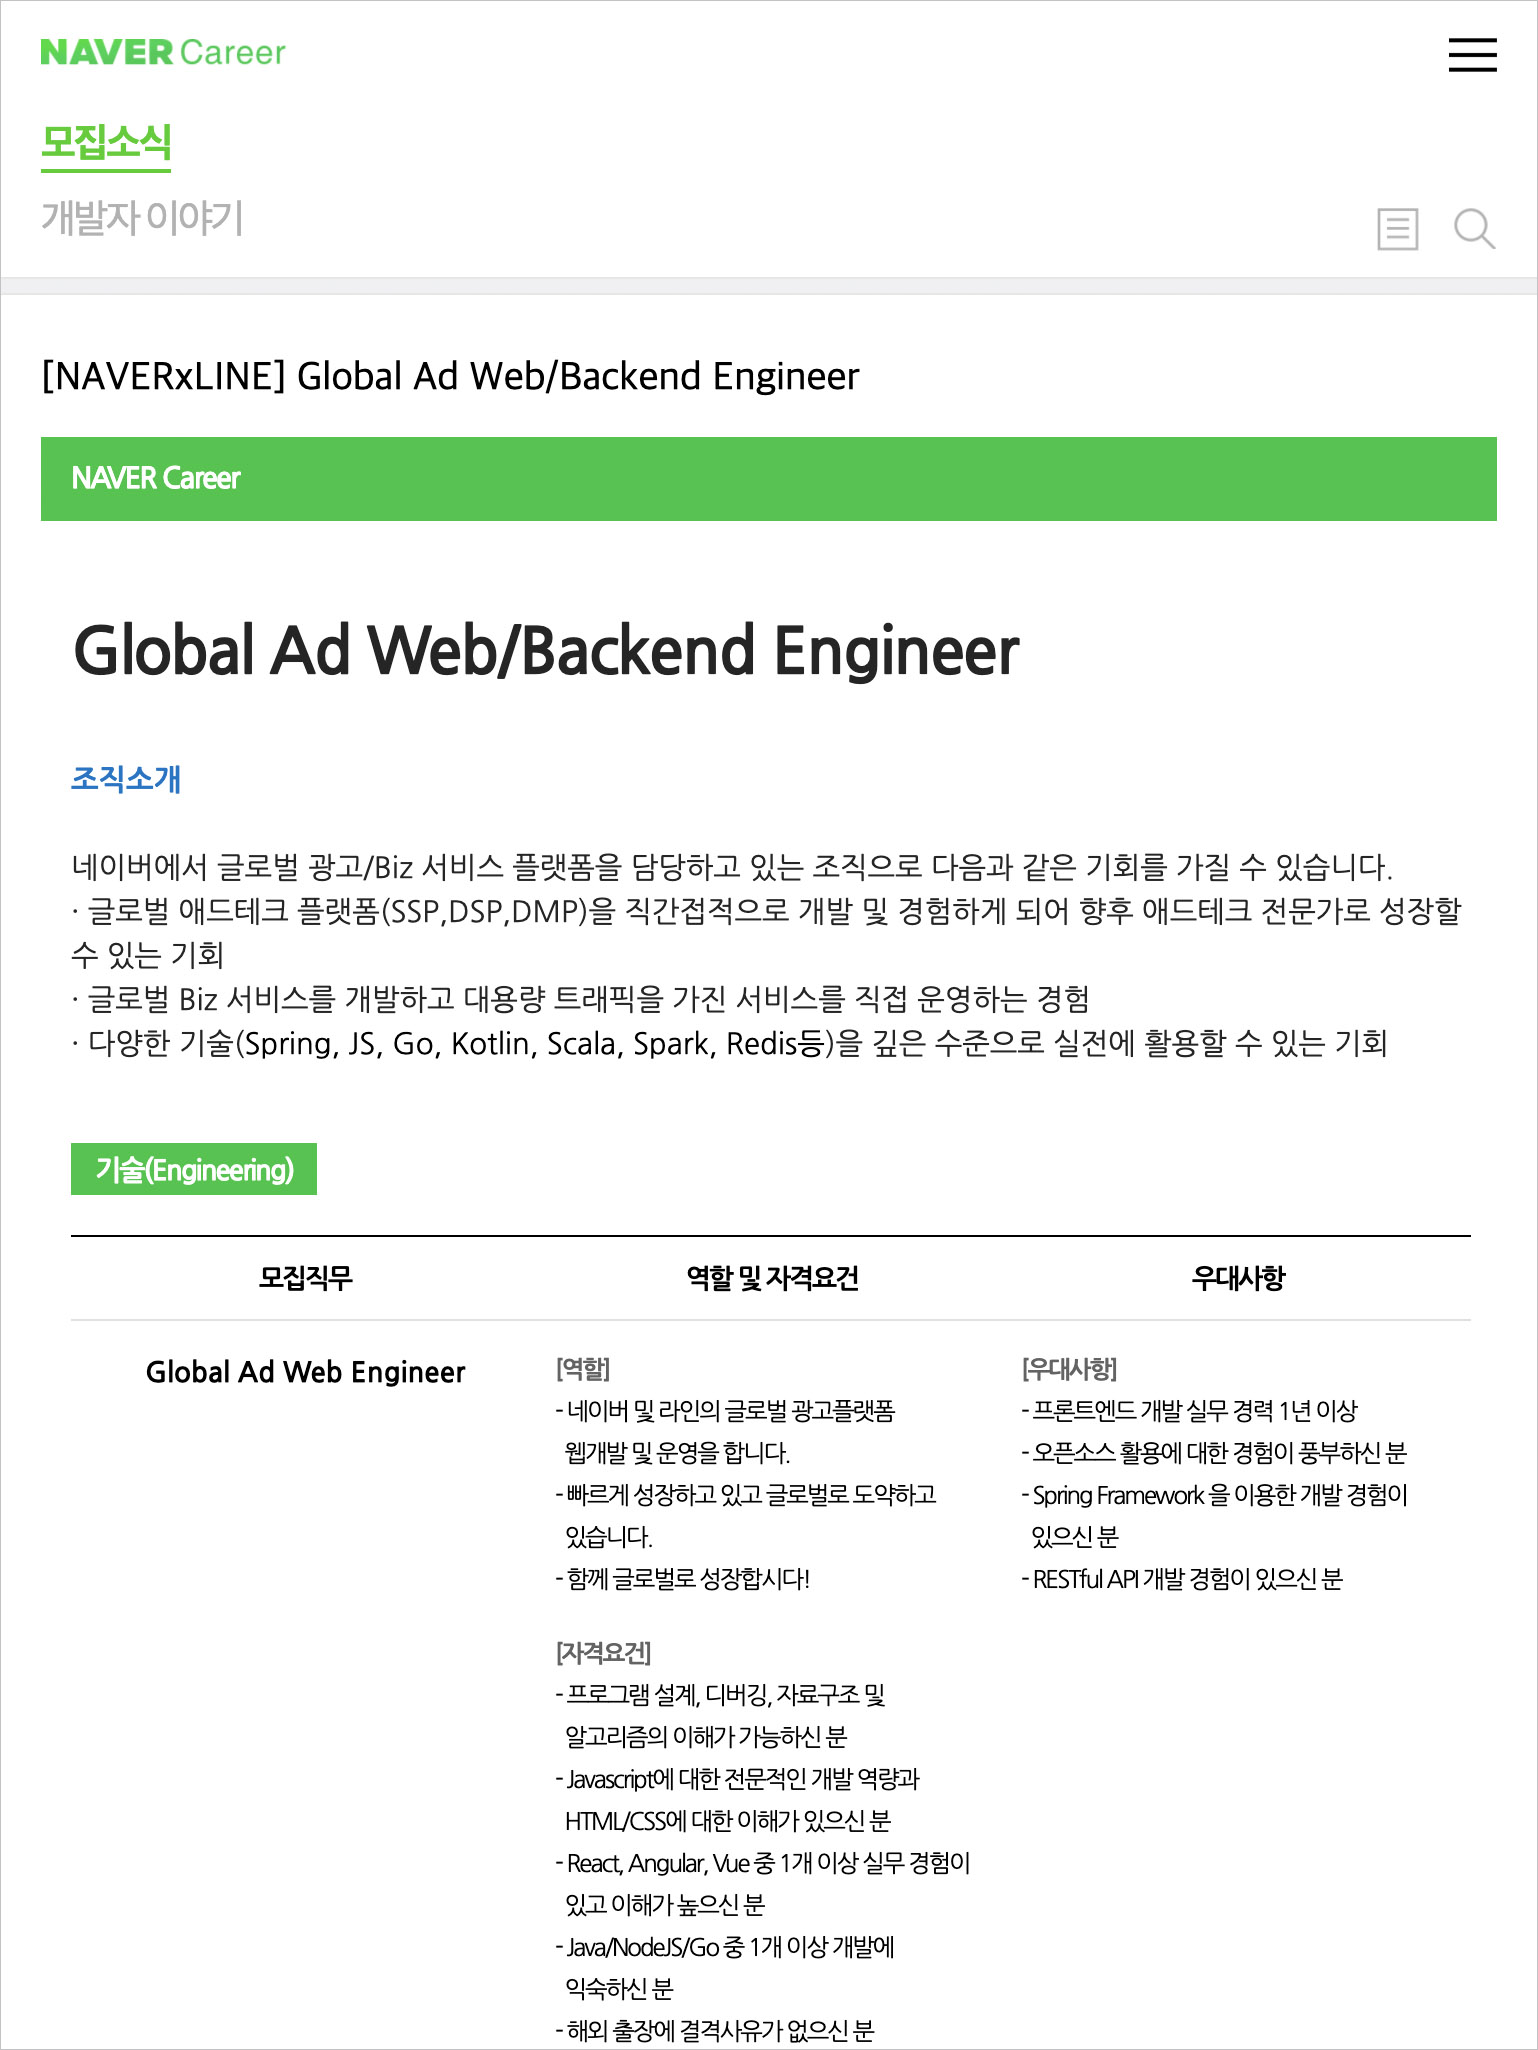 NAVER Career
모집소식
개발자 이야기
[NAVERxLINE] Global Ad Web/Backend Engineer
NAVER Career
Global Ad Web/Backend Engineer
조직소개
네이버에서 글로벌 광고/Biz 서비스 플랫폼을 담당하고 있는 조직으로 다음과 같은 기회를 가질 수 있습니다.
· 글로벌 애드테크 플랫폼(SSP,DSP,DMP)을 직간접적으로 개발 및 경험하게 되어 향후 애드테크 전문가로 성장할
수 있는 기회
· 글로벌 Biz 서비스를 개발하고 대용량 트래픽을 가진 서비스를 직접 운영하는 경험
· 다양한 기술(Spring, JS, Go, Kotlin, Scala, Spark, Redis등)을 깊은 수준으로 실전에 활용할 수 있는 기회
기술(Engineering)
모집직무 역할 및 자격요건 우대사항
Global Ad Web Engineer
[역할]
- 네이버 및 라인의 글로벌 광고플랫폼
웹개발 및 운영을 합니다.
- 빠르게 성장하고 있고 글로벌로 도약하고
있습니다.
- 함께 글로벌로 성장합시다!
[자격요건]
- 프로그램 설계, 디버깅, 자료구조 및
알고리즘의 이해가 가능하신 분
- Javascript에 대한 전문적인 개발 역량과
HTML/CSS에 대한 이해가 있으신 분
- React, Angular, Vue 중 1개 이상 실무 경험이
있고 이해가 높으신 분
- Java/NodeJS/Go 중 1개 이상 개발에
익숙하신 분
- 해외 출장에 결격사유가 없으신 분
[우대사항]
- 프론트엔드 개발 실무 경력 1년 이상
- 오픈소스 활용에 대한 경험이 풍부하신 분
- Spring Framework 을 이용한 개발 경험이
있으신 분
- RESTful API 개발 경험이 있으신 분